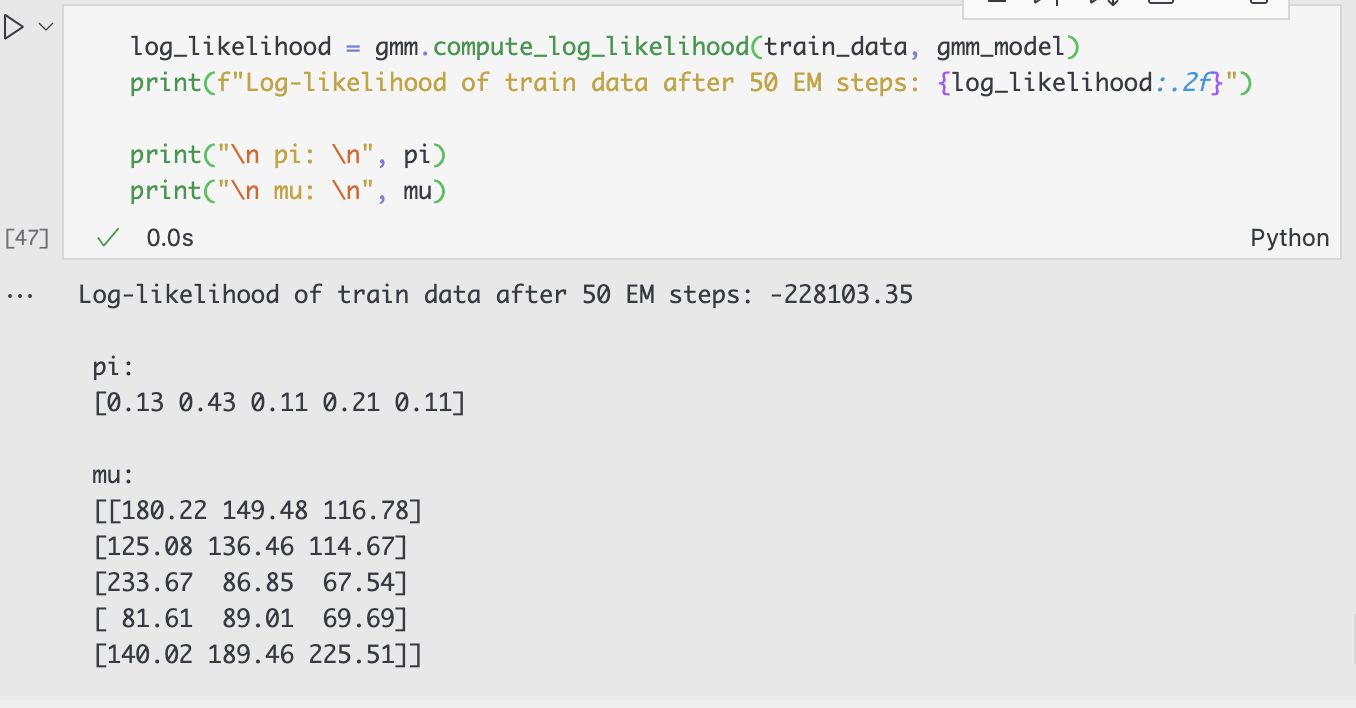 log_likelihood = gmm.compute_log_likelihood(train_data, gmm_model)
print(f"Log-likelihood of train data after 50 EM steps: {log_likelihood:.2f}")
print("\n pi: \n", pi)
print("\n mu: \n", mu)
[47] 0.0s Python
Log-likelihood of train data after 50 EM steps: -228103.35
pi:
[0.13 0.43 0.11 0.21 0.11]
mu:
[[180.22 149.48 116.78]
[125.08 136.46 114.67]
[233.67  86.85  67.54]
[ 81.61  89.01  69.69]
[140.02 189.46 225.51]]